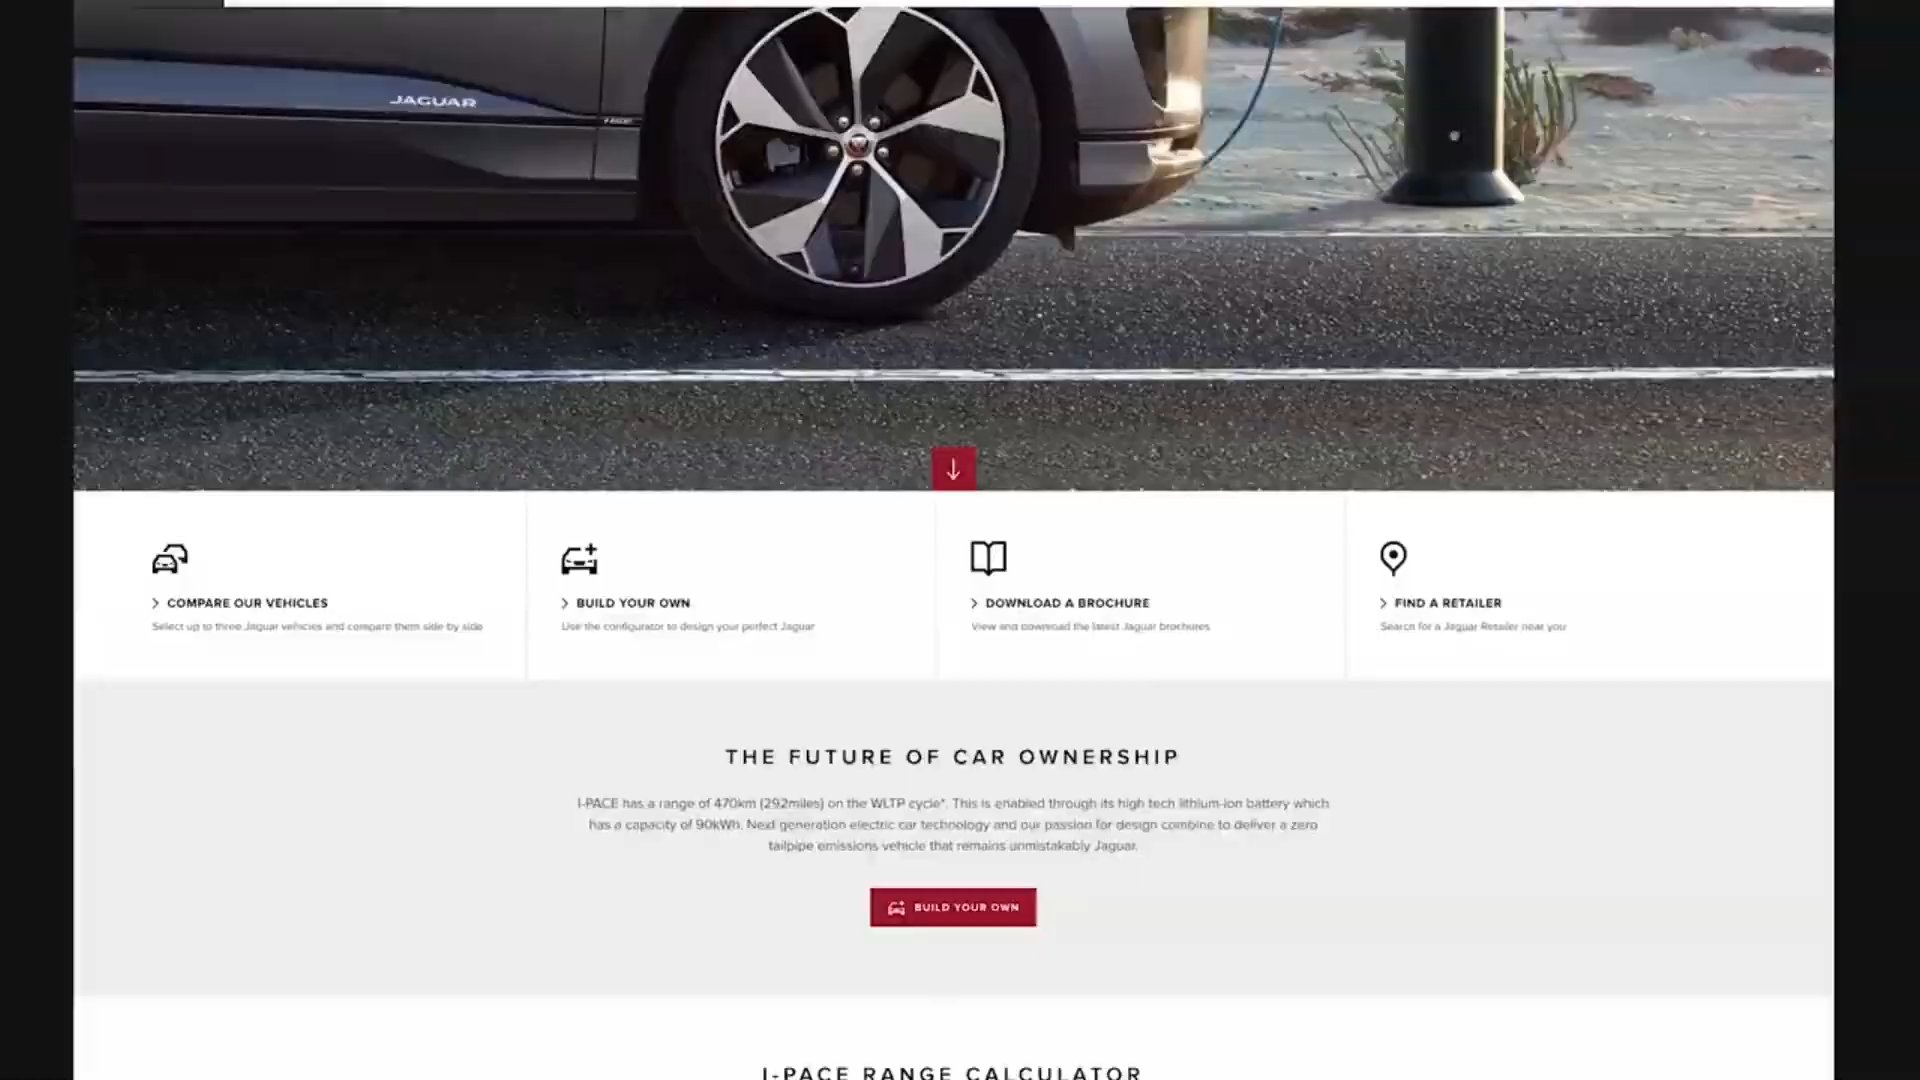 JAGUAR
COMPARE OUR VEHICLES
Select up to three Jaguar vehicles and compare them side by side
BUILD YOUR OWN
Use the configurator to design your perfect Jaguar
DOWNLOAD A BROCHURE
View and download the latest Jaguar brochures
FIND A RETAILER
Search for a Jaguar Retailer near you
THE FUTURE OF CAR OWNERSHIP
I-PACE has a range of 470km (292miles) on the WLTP cycle*. This is enabled through its high tech lithium-ion battery which
has a capacity of 90kWh. Next generation electric car technology and our passion for design combine to deliver a zero
tailpipe emissions vehicle that remains unmistakably Jaguar.
BUILD YOUR OWN
I-PACE RANGE CALCULATOR